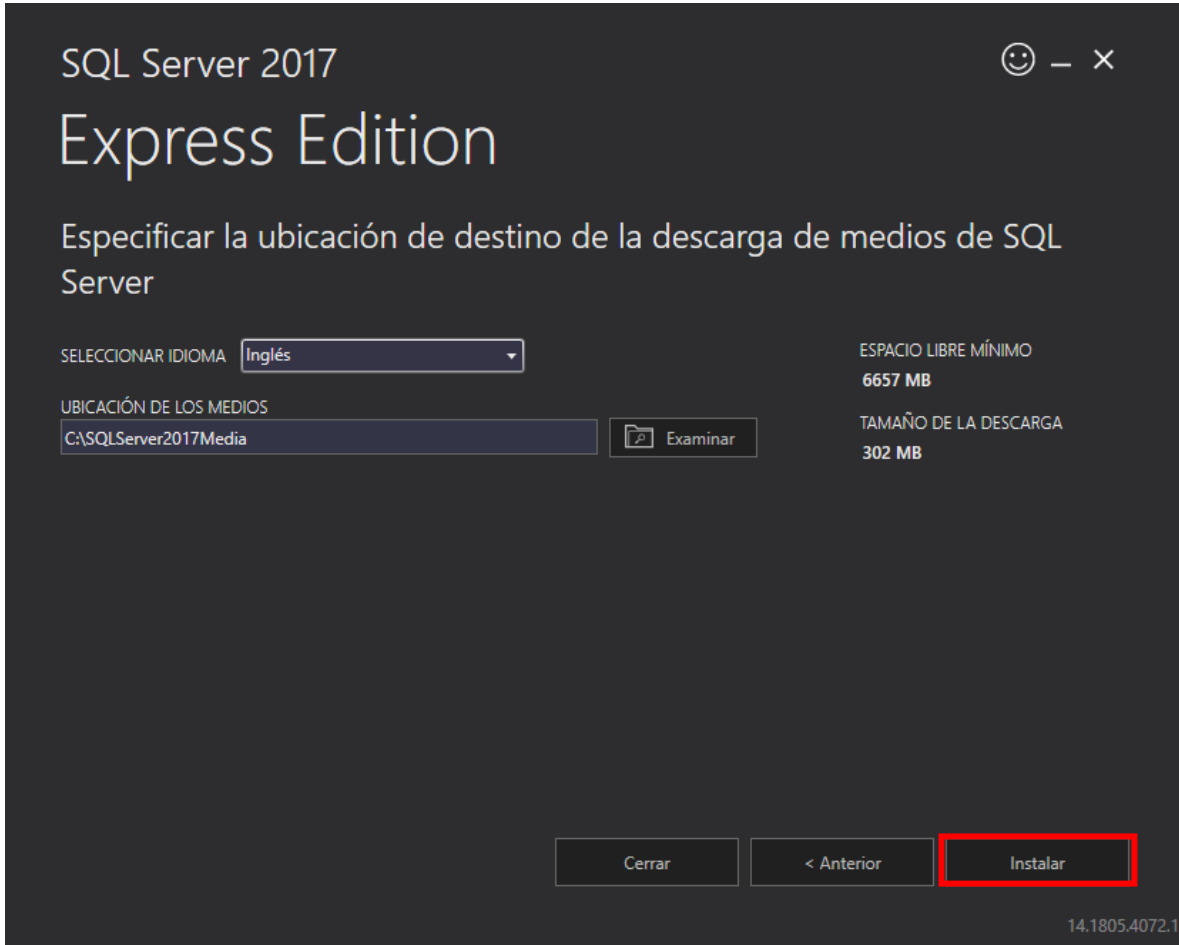 SQL Server 2017
Express Edition
Especificar la ubicación de destino de la descarga de medios de SQL
Server
SELECCIONAR IDIOMA Inglés
UBICACIÓN DE LOS MEDIOS
C:\SQLServer2017Media Examinar
ESPACIO LIBRE MÍNIMO
6657 MB
TAMAÑO DE LA DESCARGA
302 MB
Cerrar < Anterior Instalar
14.1805.4072.1